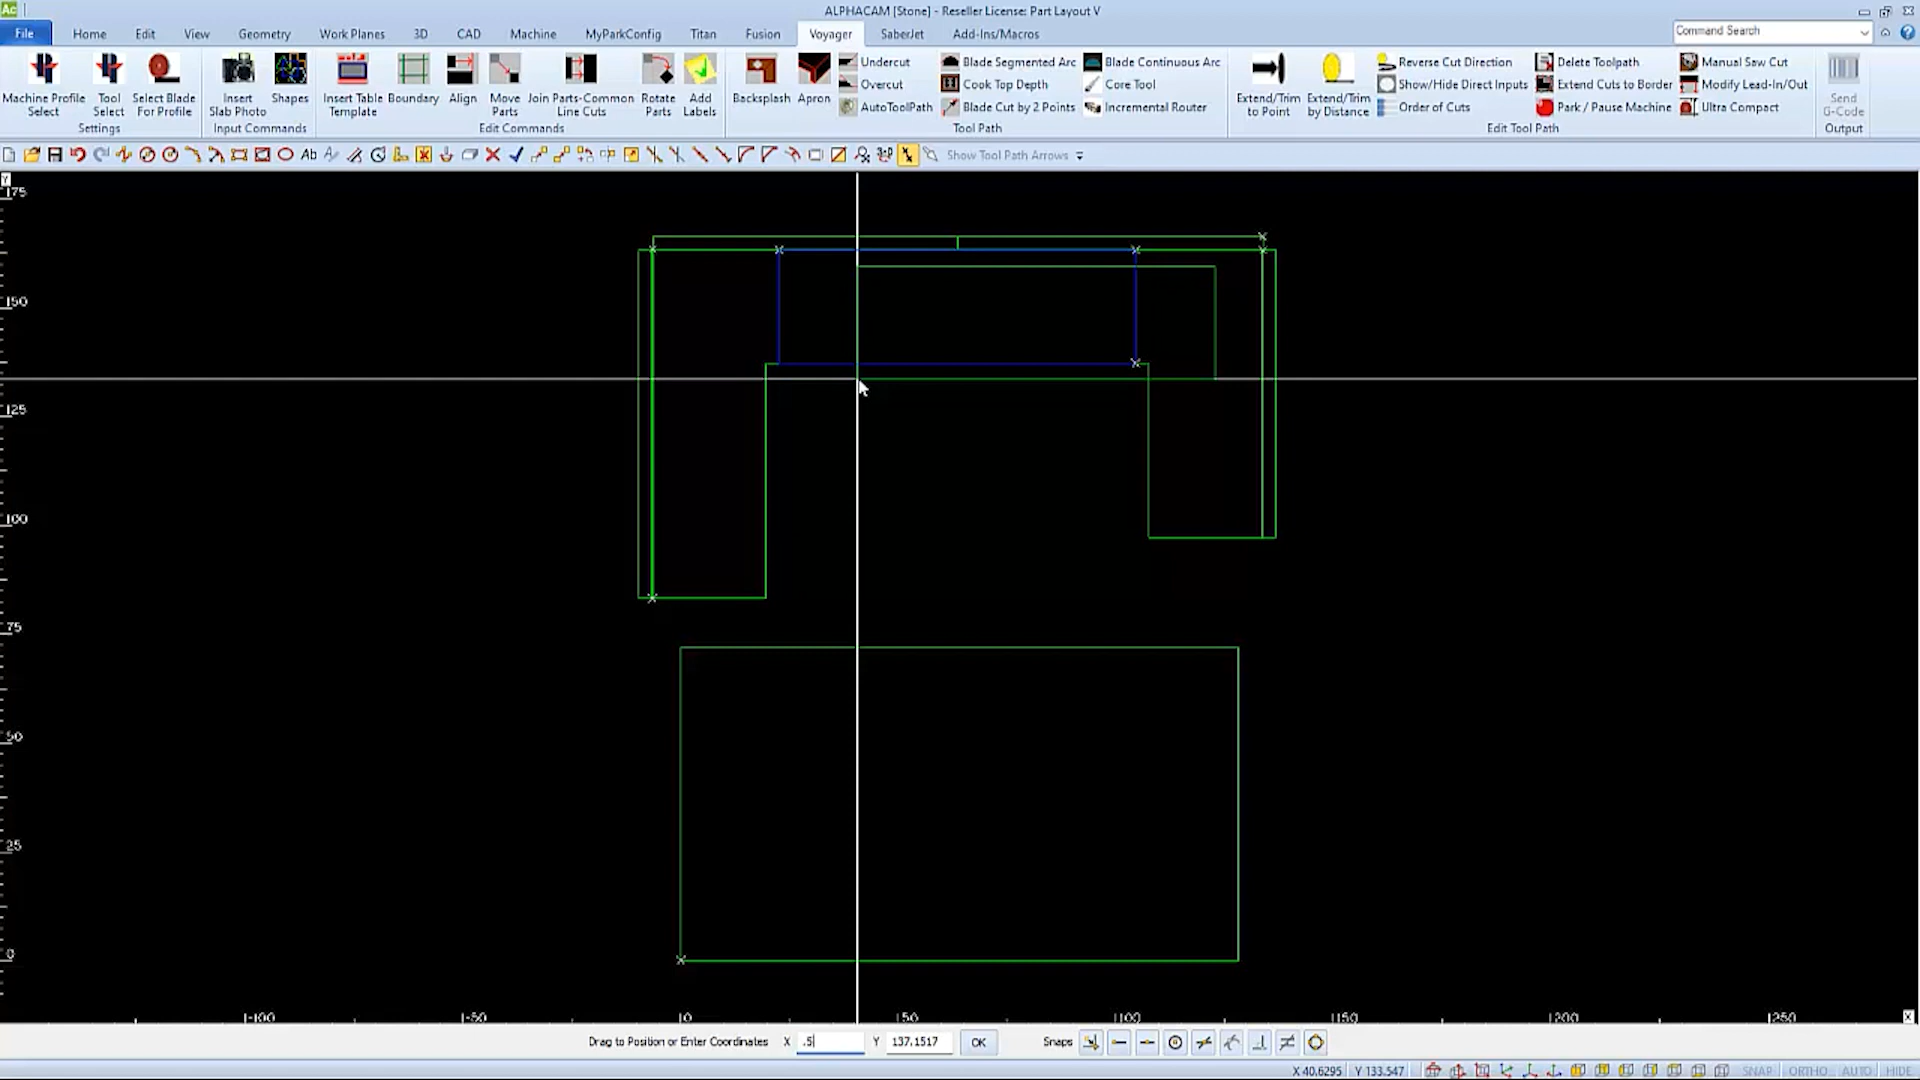 Ac
ALPHACAM [Stone] - Reseller License: Part Layout V
File Home Edit View Geometry Work Planes 3D CAD Machine MyParkConfig Titan Fusion Voyager SaberJet Add-Ins/Macros Command Search
Machine Profile Select
Tool Select
Select Blade For Profile
Settings
Insert Slab Photo
Shapes
Input Commands
Insert Table Template
Boundary
Align
Move Parts
Join Parts-Common Line Cuts
Rotate Parts
Add Labels
Edit Commands
Backsplash
Apron
Undercut
Overcut
AutoToolPath
Blade Segmented Arc
Cook Top Depth
Blade Cut by 2 Points
Blade Continuous Arc
Core Tool
Incremental Router
Tool Path
Extend/Trim to Point
Extend/Trim by Distance
Reverse Cut Direction
Show/Hide Direct Inputs
Order of Cuts
Delete Toolpath
Extend Cuts to Border
Park / Pause Machine
Manual Saw Cut
Modify Lead-In/Out
Ultra Compact
Edit Tool Path
Send G-Code
Output
Ab
Show Tool Path Arrows
Y
175
150
125
100
75
50
25
0
-100 -50 0 50 100 150 200 250 X
Drag to Position or Enter Coordinates X .5 Y 137.1517 OK Snaps
X 40.6295 Y 133.547 SNAP ORTHO AUTO HIDE